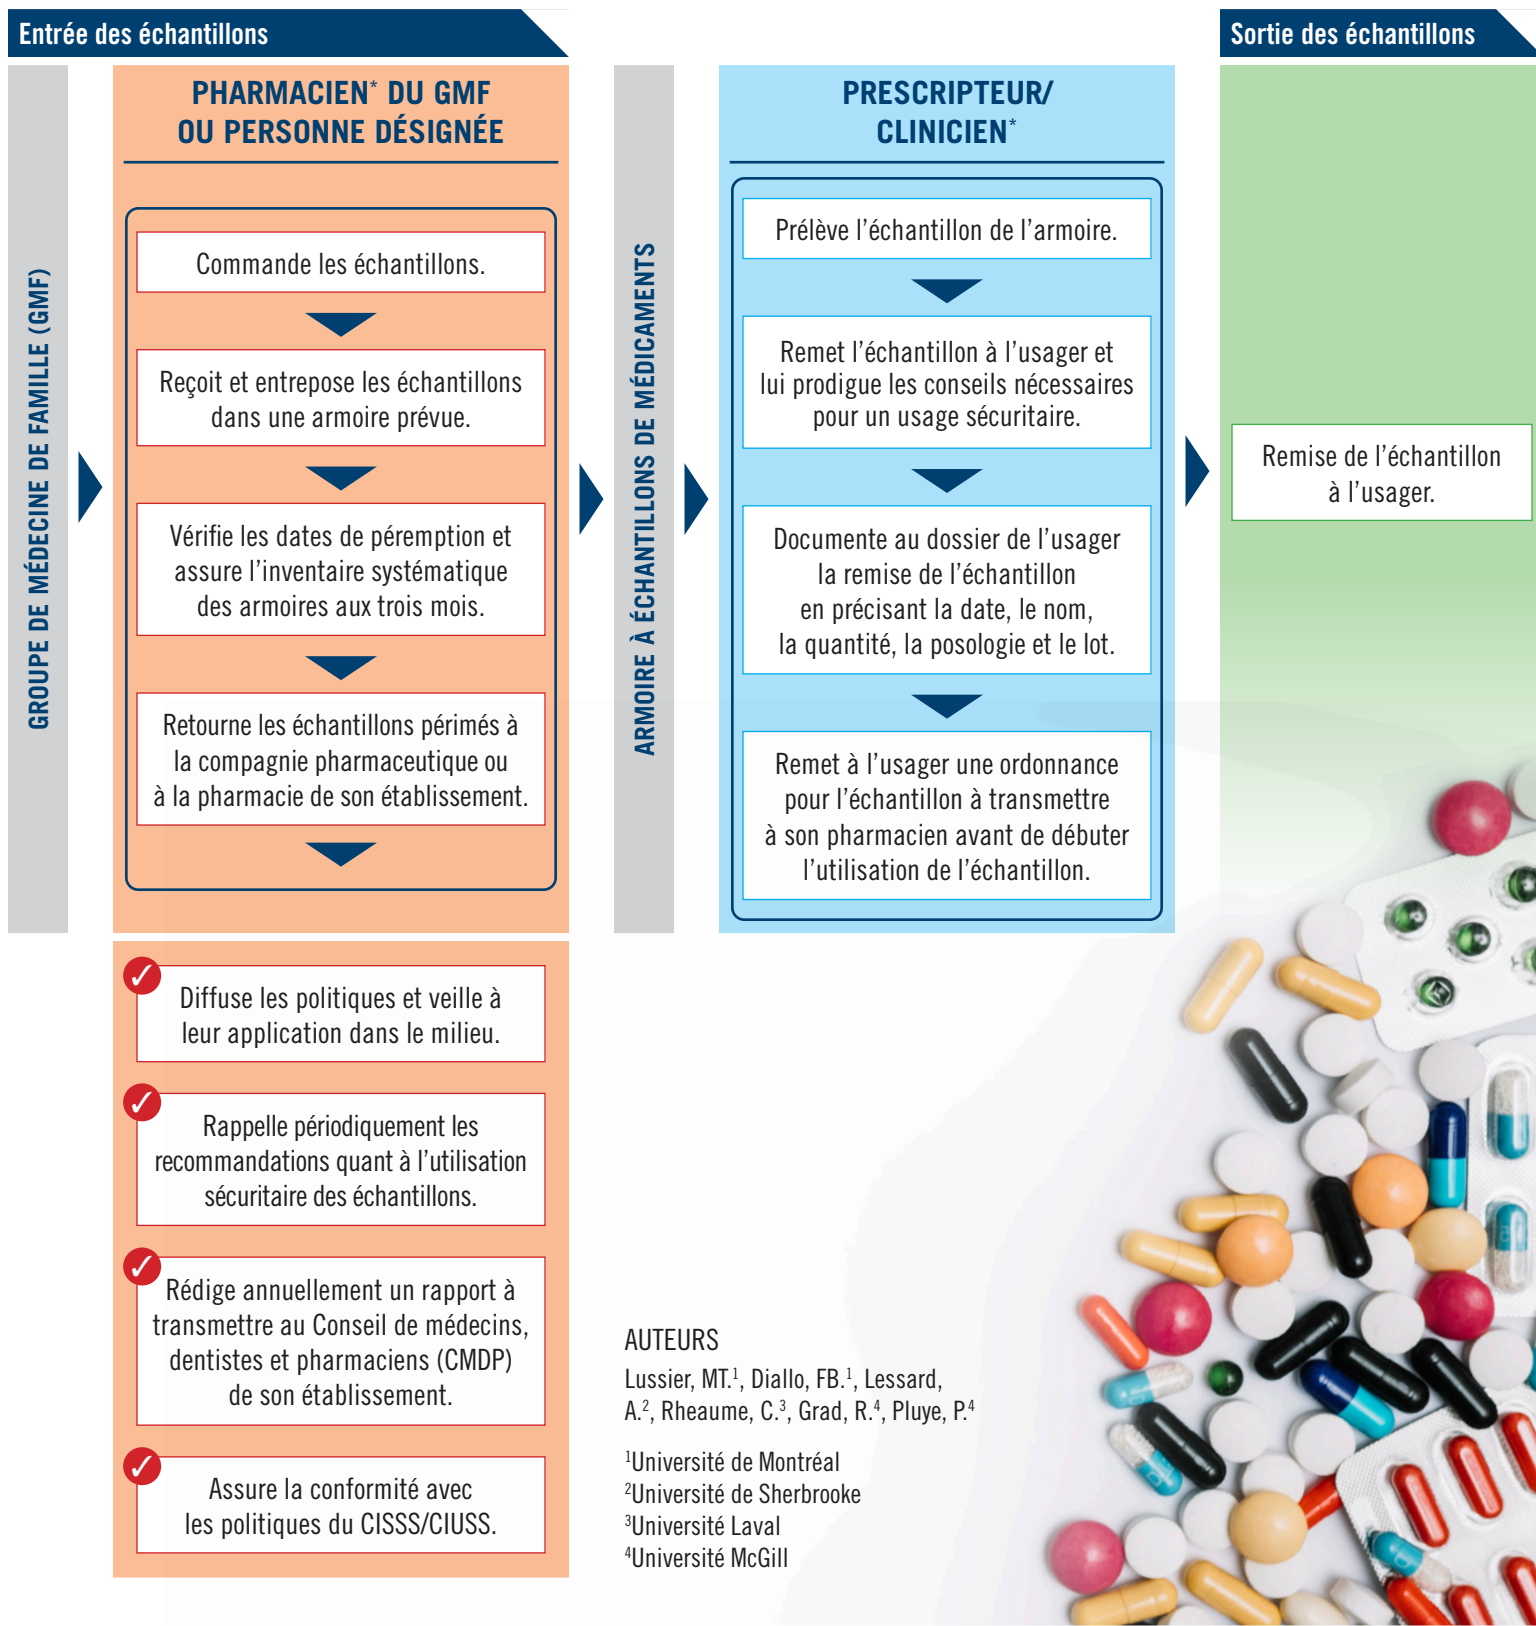 Entrée des échantillons
GROUPE DE MÉDECINE DE FAMILLE (GMF)
PHARMACIEN* DU GMF
OU PERSONNE DÉSIGNÉE
Commande les échantillons.
Reçoit et entrepose les échantillons
dans une armoire prévue.
Vérifie les dates de péremption et
assure l’inventaire systématique
des armoires aux trois mois.
Retourne les échantillons périmés à
la compagnie pharmaceutique ou
à la pharmacie de son établissement.
Diffuse les politiques et veille à
leur application dans le milieu.
Rappelle périodiquement les
recommandations quant à l’utilisation
sécuritaire des échantillons.
Rédige annuellement un rapport à
transmettre au Conseil de médecins,
dentistes et pharmaciens (CMDP)
de son établissement.
Assure la conformité avec
les politiques du CISSS/CIUSS.
ARMOIRE À ÉCHANTILLONS DE MÉDICAMENTS
PRESCRIPTEUR/
CLINICIEN*
Prélève l’échantillon de l’armoire.
Remet l’échantillon à l’usager et
lui prodigue les conseils nécessaires
pour un usage sécuritaire.
Documente au dossier de l’usager
la remise de l’échantillon
en précisant la date, le nom,
la quantité, la posologie et le lot.
Remet à l’usager une ordonnance
pour l’échantillon à transmettre
à son pharmacien avant de débuter
l’utilisation de l’échantillon.
Sortie des échantillons
Remise de l’échantillon
à l’usager.
AUTEURS
Lussier, MT.¹, Diallo, FB.¹, Lessard,
A.², Rheaume, C.³, Grad, R.⁴, Pluye, P.⁴
¹Université de Montréal
²Université de Sherbrooke
³Université Laval
⁴Université McGill